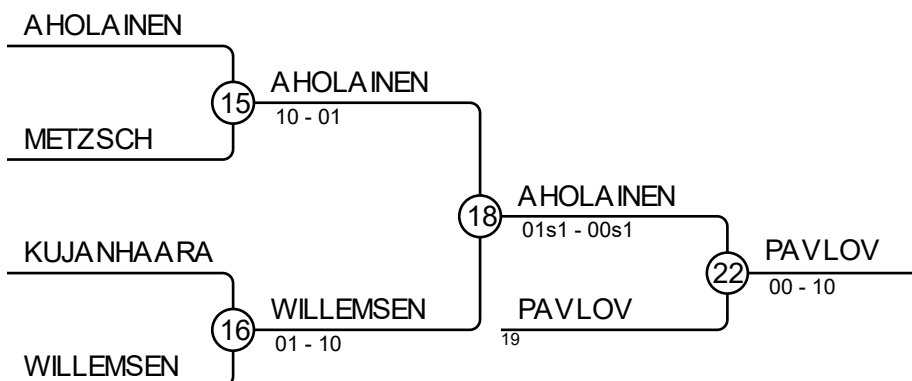 AHOLAINEN
15
AHOLAINEN
10 - 01
METZSCH
18
AHOLAINEN
01s1 - 00s1
KUJANHAARA
22
PAVLOV
00 - 10
16
WILLEMSEN
01 - 10
PAVLOV
19
WILLEMSEN